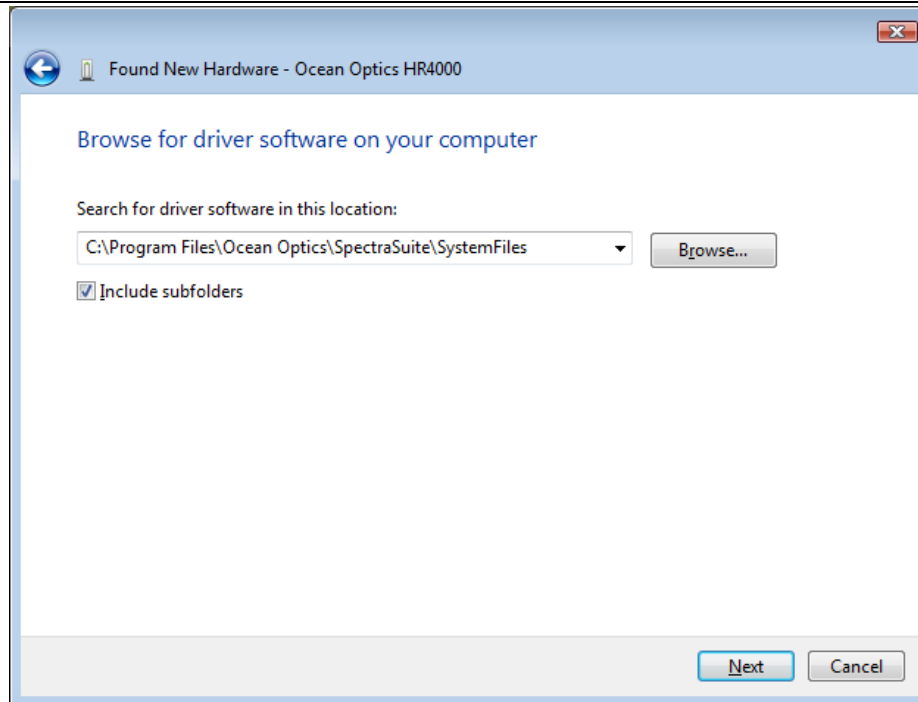 Found New Hardware - Ocean Optics HR4000
Browse for driver software on your computer
Search for driver software in this location:
C:\Program Files\Ocean Optics\SpectraSuite\SystemFiles
Browse...
Include subfolders
Next
Cancel